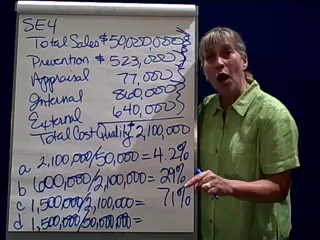 SE4
Total Sales $50,000,000
Prevention $523,000
Appraisal 77,000
Internal 860,000
External 640,000
Total Cost Quality 2,100,000
a 2,100,000/50,000=4.2%
b 600,000/2,100,000=29%
c 1,500,000/2,100,000=71%
d 1,500,000/50,000,000=